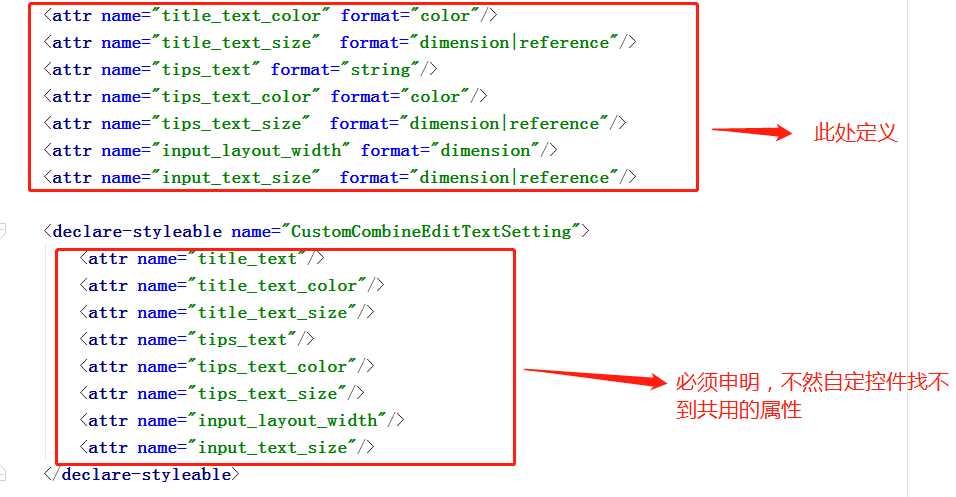 <attr name="title_text_color" format="color"/>
<attr name="title_text_size"  format="dimension|reference"/>
<attr name="tips_text" format="string"/>
<attr name="tips_text_color" format="color"/>
<attr name="tips_text_size"  format="dimension|reference"/>
<attr name="input_layout_width" format="dimension"/>
<attr name="input_text_size"  format="dimension|reference"/>
此处定义
<declare-styleable name="CustomCombineEditTextSetting">
<attr name="title_text"/>
<attr name="title_text_color"/>
<attr name="title_text_size"/>
<attr name="tips_text"/>
<attr name="tips_text_color"/>
<attr name="tips_text_size"/>
<attr name="input_layout_width"/>
<attr name="input_text_size"/>
</declare-styleable>
必须申明，不然自定控件找不
到共用的属性